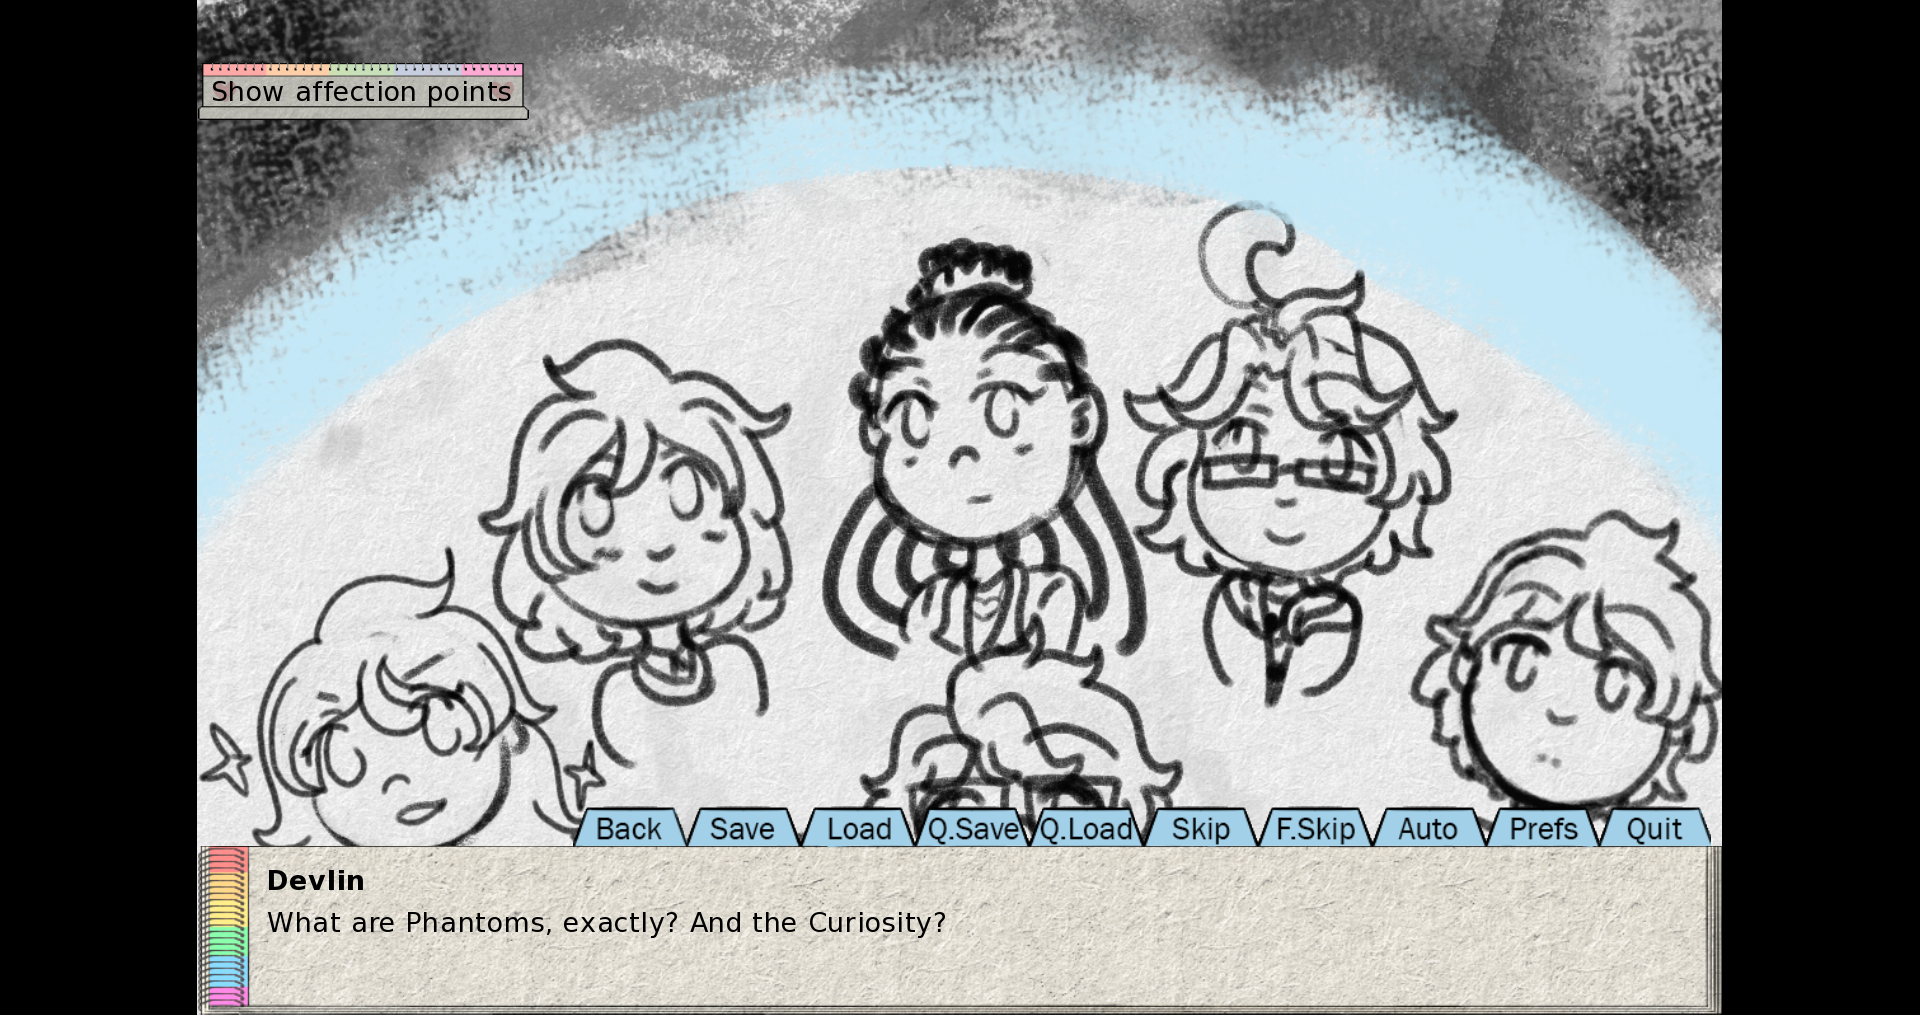 Show affection points
Back Save Load Q.Save Q.Load Skip F.Skip Auto Prefs Quit
Devlin
What are Phantoms, exactly? And the Curiosity?